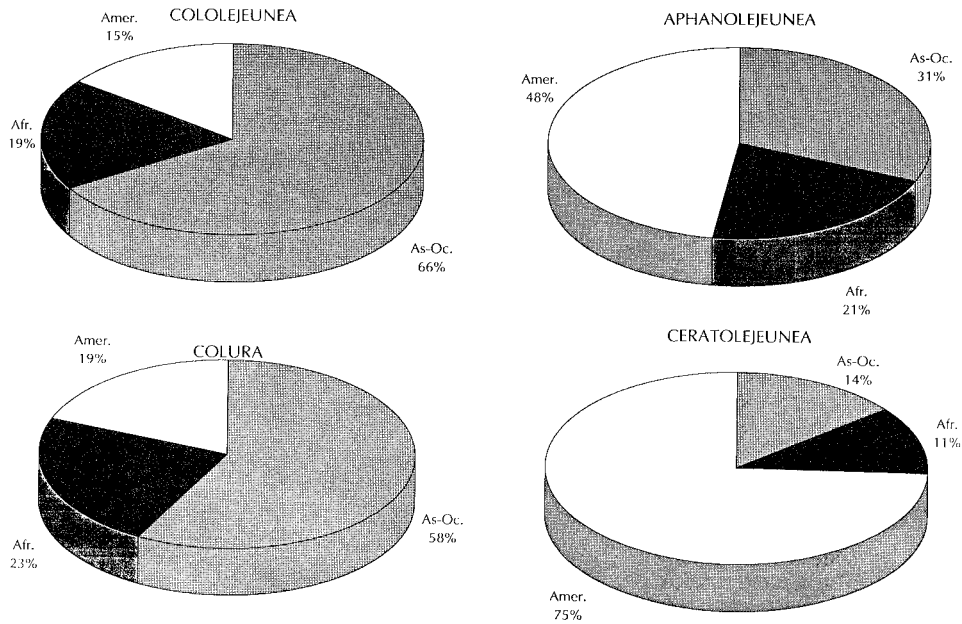 COLOLEJEUNEA
Amer.
15%
Afr.
19%
As-Oc.
66%
APHANOLEJEUNEA
Amer.
48%
As-Oc.
31%
Afr.
21%
COLURA
Amer.
19%
Afr.
23%
As-Oc.
58%
CERATOLEJEUNEA
As-Oc.
14%
Afr.
11%
Amer.
75%